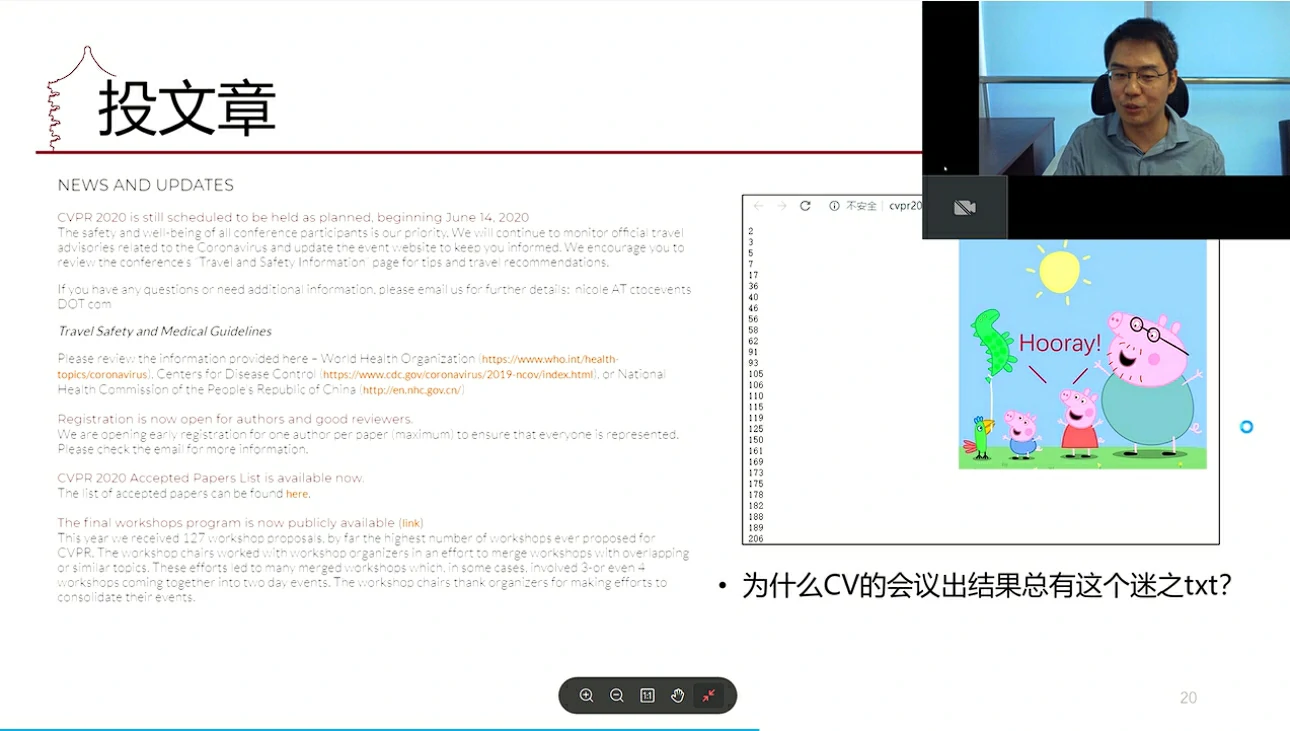 投文章
NEWS AND UPDATES
CVPR 2020 is still scheduled to be held as planned, beginning June 14, 2020
The safety and well-being of all conference participants is our priority. We will continue to monitor official travel
advisories related to the Coronavirus and update the event website to keep you informed. We encourage you to
review the conference's "Travel and Safety Information" page for tips and travel recommendations.
If you have any questions or need additional information, please email us for further details: nicole AT ctocevents
DOT com
Travel Safety and Medical Guidelines
Please review the information provided here – World Health Organization (https://www.who.int/health-
topics/coronavirus), Centers for Disease Control (https://www.cdc.gov/coronavirus/2019-ncov/index.html), or National
Health Commission of the People's Republic of China (http://en.nhc.gov.cn/)
Registration is now open for authors and good reviewers.
We are opening early registration for one author per paper (maximum) to ensure that everyone is represented.
Please check the email for more information.
CVPR 2020 Accepted Papers List is available now.
The list of accepted papers can be found here.
The final workshops program is now publicly available (link)
This year we received 127 workshop proposals, by far the highest number of workshops ever proposed for
CVPR. The workshop chairs worked with workshop organizers in an effort to merge workshops with overlapping
or similar topics. These efforts led to many merged workshops which, in some cases, involved 3-or even 4
workshops coming together into two day events. The workshop chairs thank organizers for making efforts to
consolidate their events.
不安全 cvpr20
2
3
5
7
17
36
40
46
56
58
62
91
93
105
106
110
115
119
125
150
161
169
173
175
178
182
188
189
206
Hooray!
• 为什么CV的会议出结果总有这个迷之txt?
1:1
20